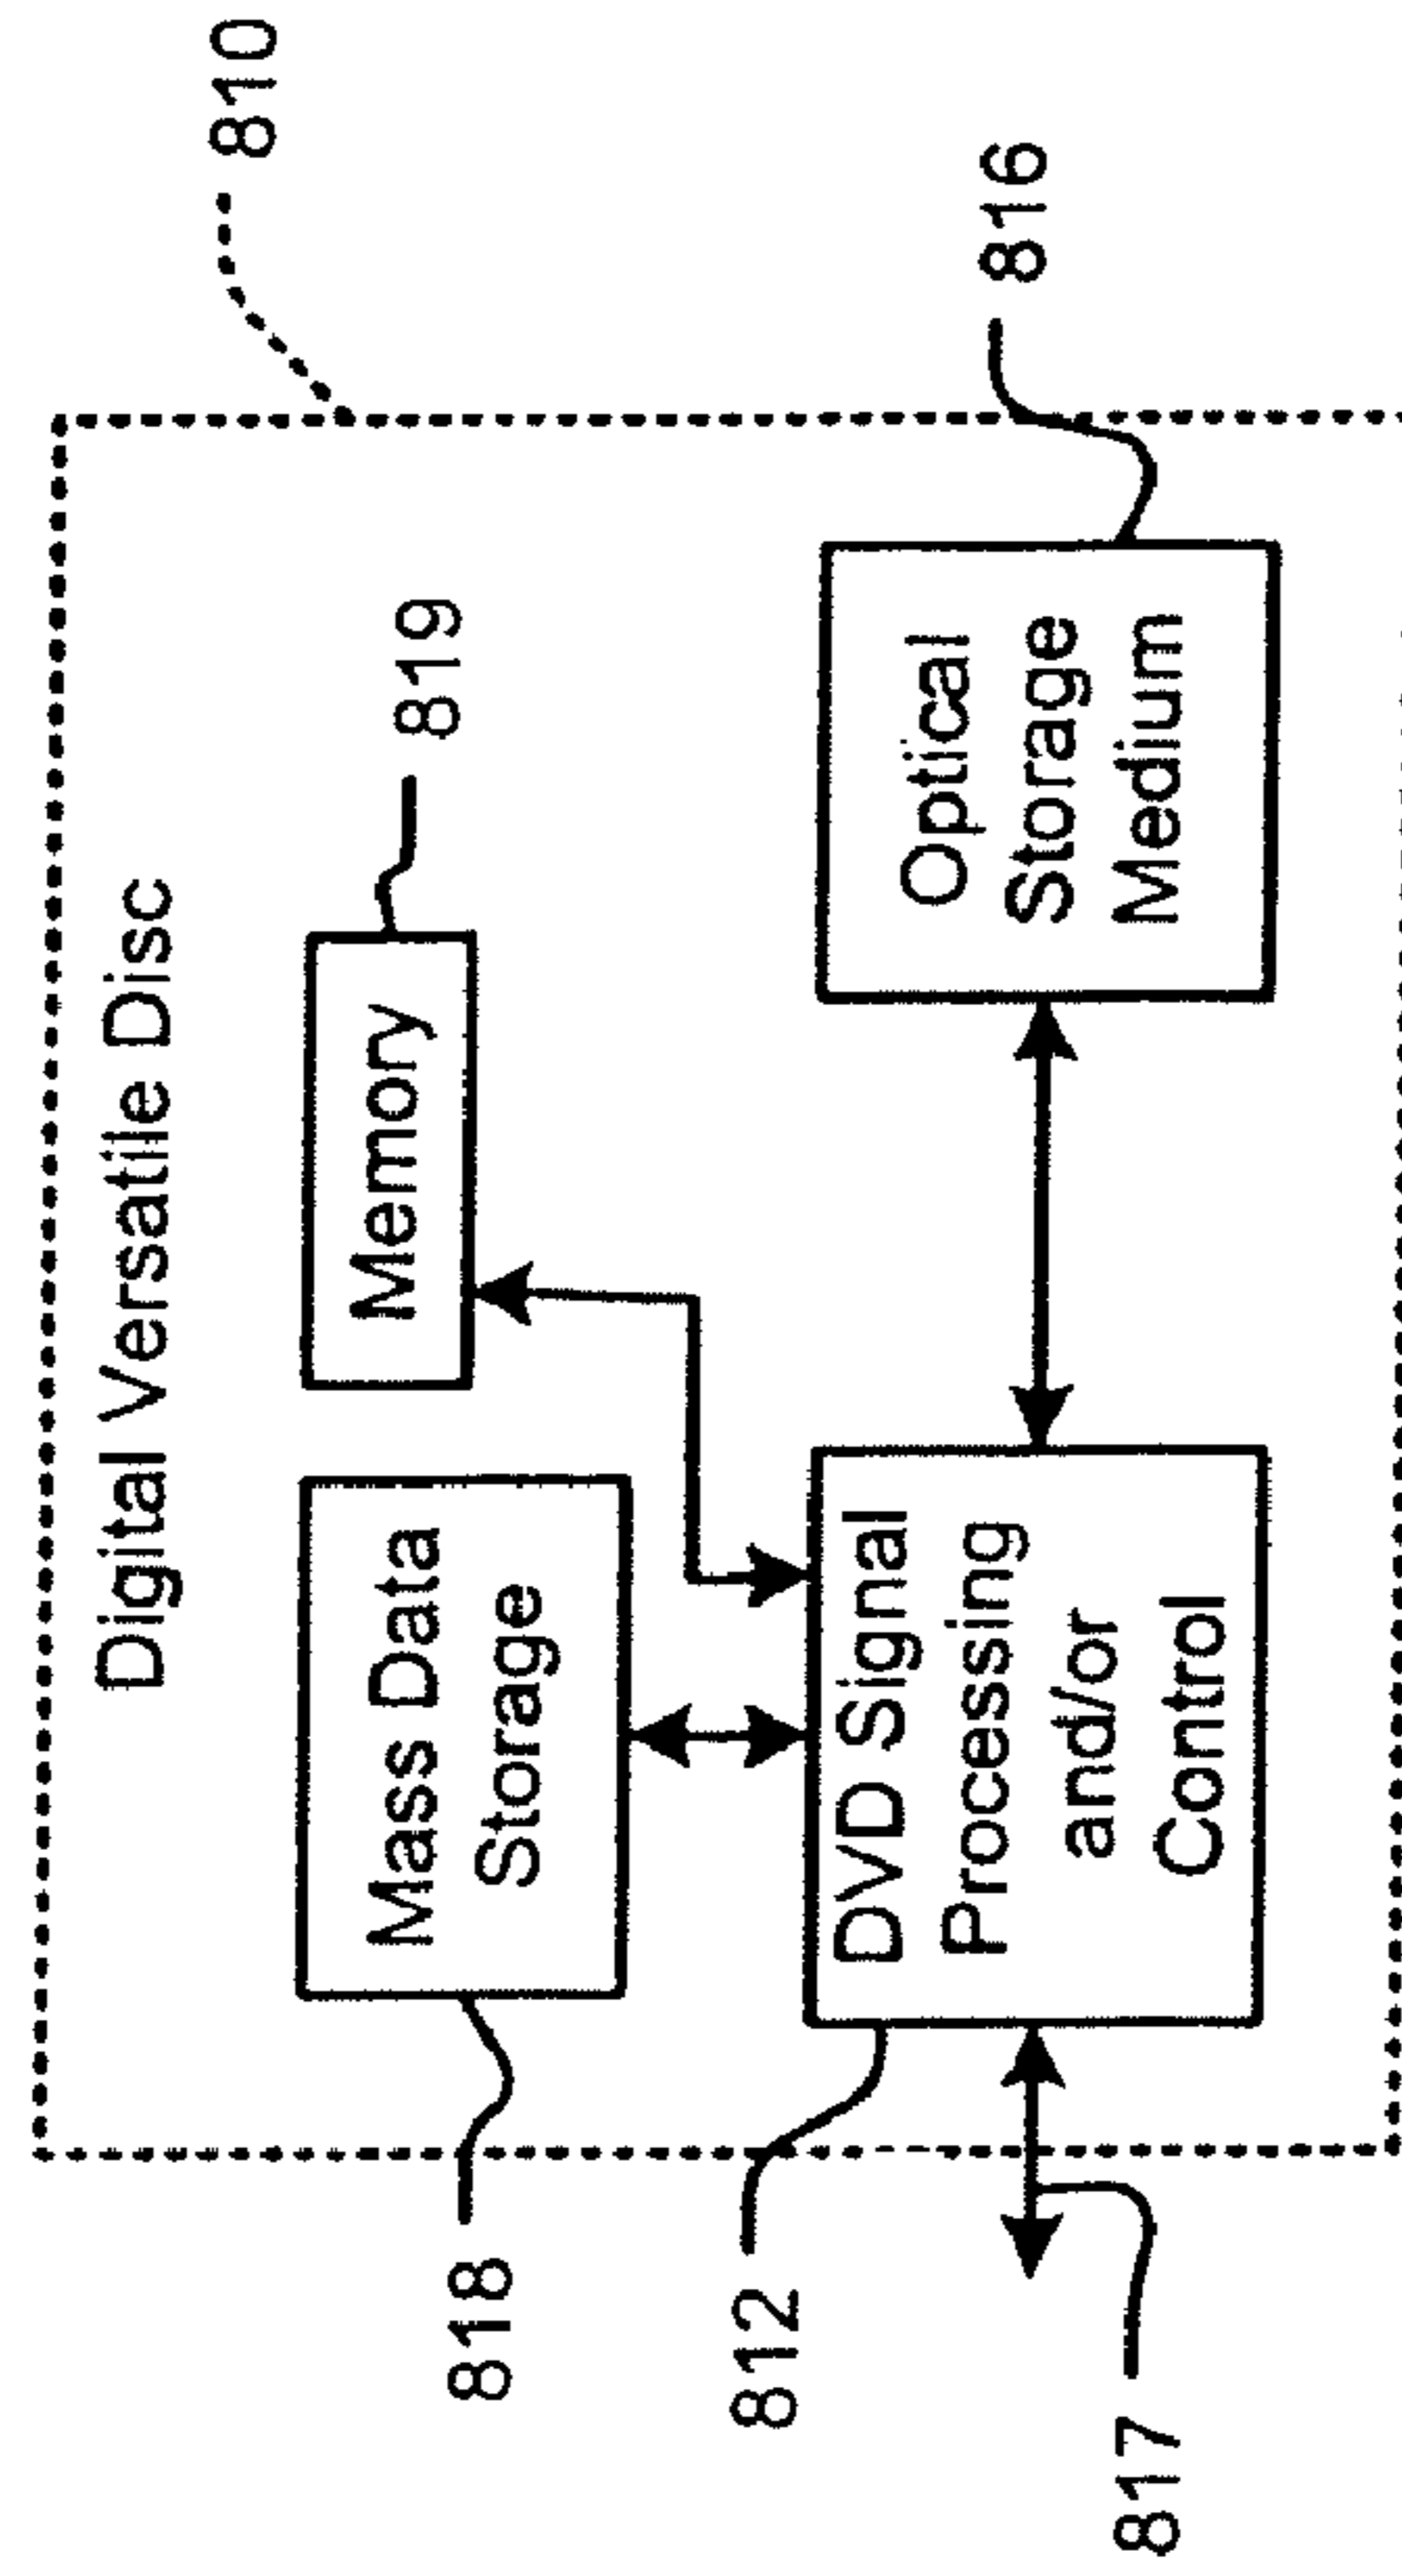 810
Digital Versatile Disc
818
Mass Data
Storage
Memory
819
812
DVD Signal
Processing
and/or
Control
Optical
Storage
Medium
816
817